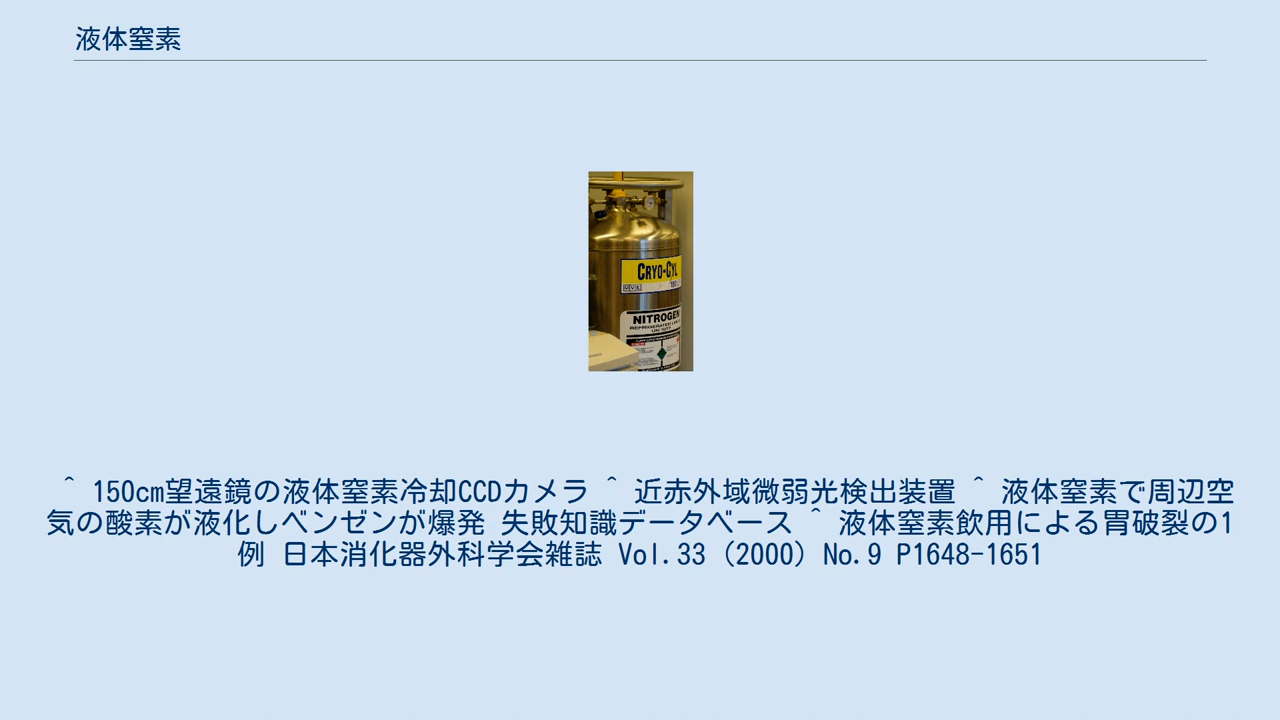 液体窒素
CRYO-CYL
180
NITROGEN
REFRIGERATED
^ 150cm望遠鏡の液体窒素冷却CCDカメラ ^ 近赤外域微弱光検出装置 ^ 液体窒素で周辺空
気の酸素が液化しベンゼンが爆発 失敗知識データベース ^ 液体窒素飲用による胃破裂の1
例 日本消化器外科学会雑誌 Vol.33 (2000) No.9 P1648-1651